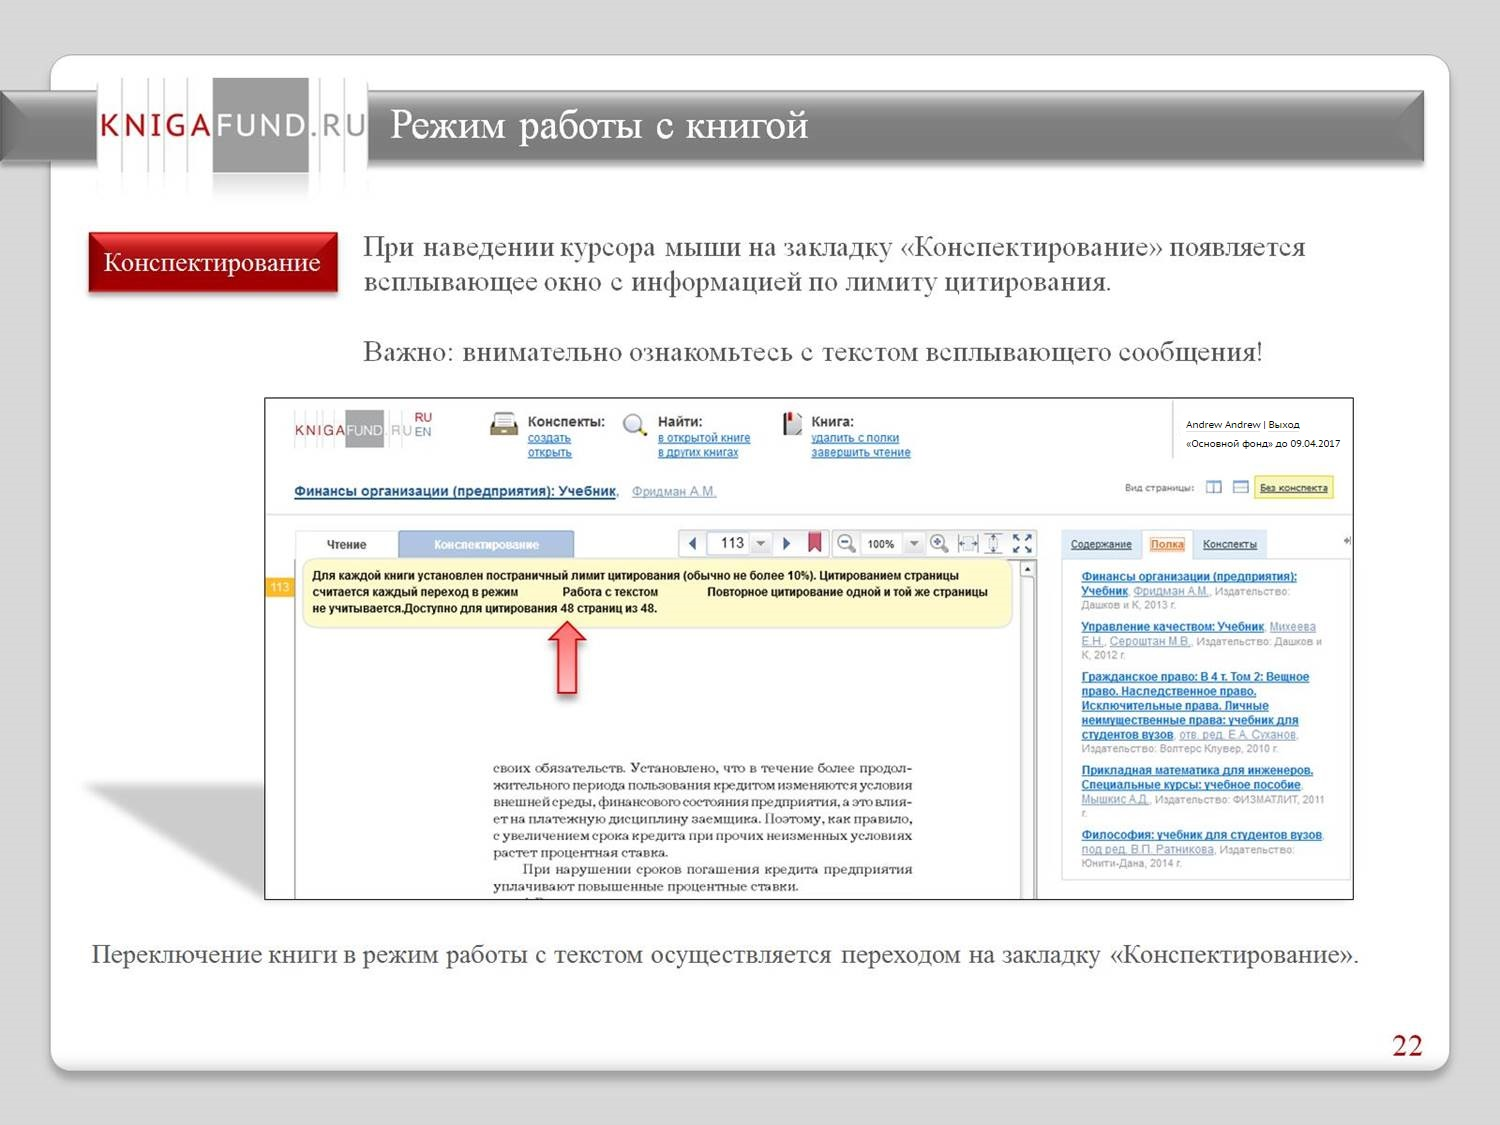 KNIGAFUND.RU
Режим работы с книгой
Конспектирование
При наведении курсора мыши на закладку «Конспектирование» появляется
всплывающее окно с информацией по лимиту цитирования.
Важно: внимательно ознакомьтесь с текстом всплывающего сообщения!
KNIGAFUND.RU
RU
EN
Конспекты:
создать
открыть
Найти:
в открытой книге
в других книгах
Книга:
удалить с полки
завершить чтение
Andrew Andrew | Выход
«Основной фонд» до 09.04.2017
Финансы организации (предприятия): Учебник, Фридман А.М.
Вид страницы:
Без конспекта
Чтение
Конспектирование
113
100%
Содержание
Полка
Конспекты
113
Для каждой книги установлен постраничный лимит цитирования (обычно не более 10%). Цитированием страницы
считается каждый переход в режим Работа с текстом Повторное цитирование одной и той же страницы
не учитывается.Доступно для цитирования 48 страниц из 48.
своих обязательств. Установлено, что в течение более продол-
жительного периода пользования кредитом изменяются условия
внешней среды, финансового состояния предприятия, а это влия-
ет на платежную дисциплину заемщика. Поэтому, как правило,
с увеличением срока кредита при прочих неизменных условиях
растет процентная ставка.
При нарушении сроков погашения кредита предприятия
уплачивают повышенные процентные ставки.
Финансы организации (предприятия):
Учебник, Фридман А.М., Издательство:
Дашков и К, 2013 г.
Управление качеством: Учебник, Михеева
Е.Н., Сероштан М.В., Издательство: Дашков и
К, 2012 г.
Гражданское право: В 4 т. Том 2: Вещное
право. Наследственное право.
Исключительные права. Личные
неимущественные права: учебник для
студентов вузов, отв. ред. Е.А. Суханов,
Издательство: Волтерс Клувер, 2010 г.
Прикладная математика для инженеров.
Специальные курсы: учебное пособие,
Мышкис А.Д., Издательство: ФИЗМАТЛИТ, 2011
г.
Философия: учебник для студентов вузов,
под ред. В.П. Ратникова, Издательство:
Юнити-Дана, 2014 г.
Переключение книги в режим работы с текстом осуществляется переходом на закладку «Конспектирование».
22